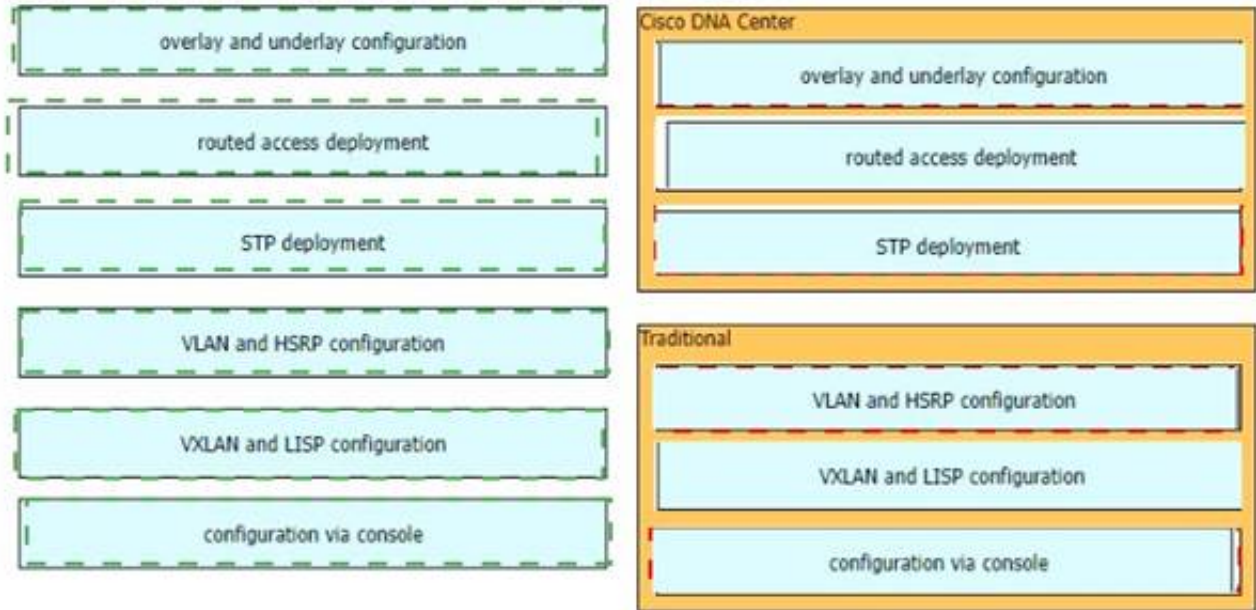 overlay and underlay configuration
routed access deployment
STP deployment
VLAN and HSRP configuration
VXLAN and LISP configuration
configuration via console
Cisco DNA Center
overlay and underlay configuration
routed access deployment
STP deployment
Traditional
VLAN and HSRP configuration
VXLAN and LISP configuration
configuration via console